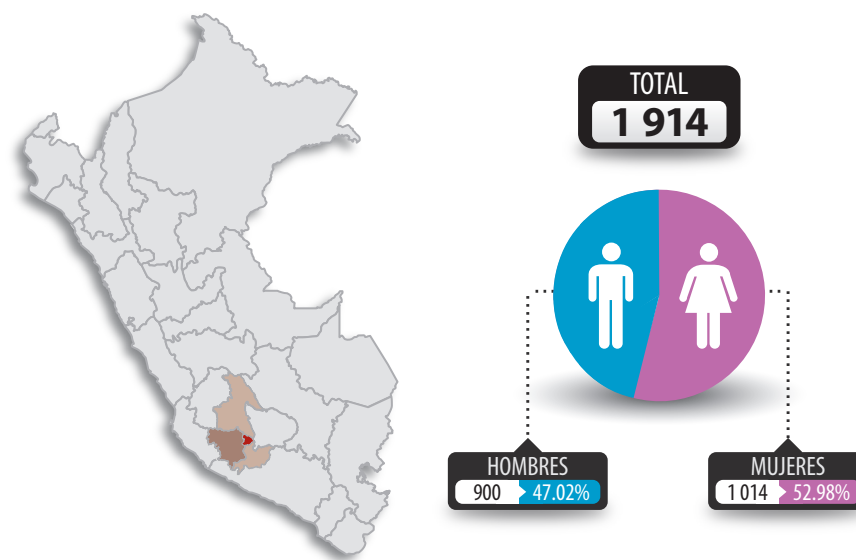 TOTAL
1 914
HOMBRES
900 47.02%
MUJERES
1 014 52.98%